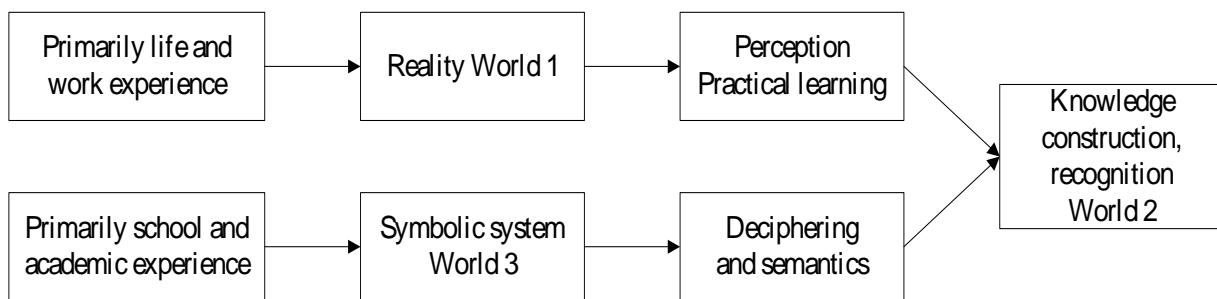 Primarily life and
work experience
Reality World 1
Perception
Practical learning
Knowledge
construction,
recognition
World 2
Primarily school and
academic experience
Symbolic system
World 3
Deciphering
and semantics